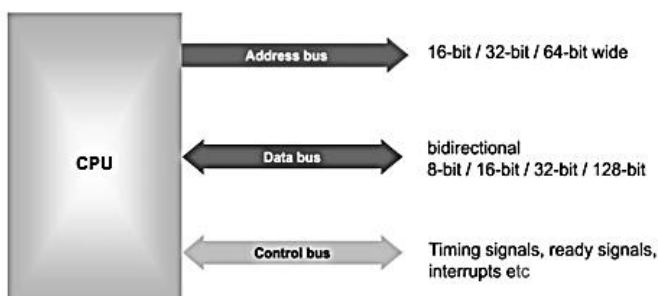 CPU
Address bus
16-bit / 32-bit / 64-bit wide
Data bus
bidirectional
8-bit / 16-bit / 32-bit / 128-bit
Control bus
Timing signals, ready signals,
interrupts etc